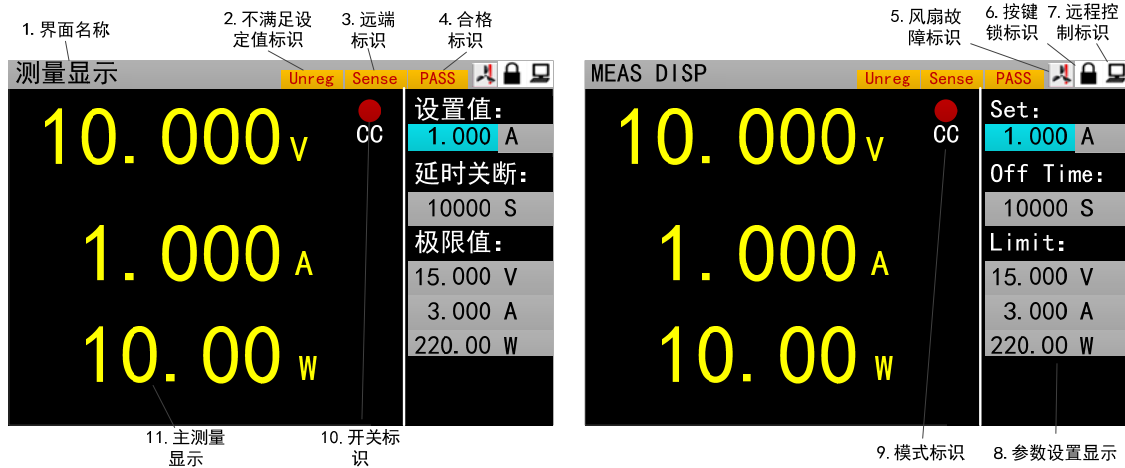 1.界面名称
2.不满足设
定值标识
3.远端
标识
4.合格
标识
5.风扇故
障标识
6.按键
锁标识
7.远程控
制标识
测量显示
Unreg
Sense
PASS
10.000 V
CC
1.000 A
10.00 W
设置值:
1.000 A
延时关断:
10000 S
极限值:
15.000 V
3.000 A
220.00 W
11.主测量
显示
10.开关标
识
MEAS DISP
Unreg
Sense
PASS
10.000 V
CC
1.000 A
10.00 W
Set:
1.000 A
Off Time:
10000 S
Limit:
15.000 V
3.000 A
220.00 W
9.模式标识
8.参数设置显示